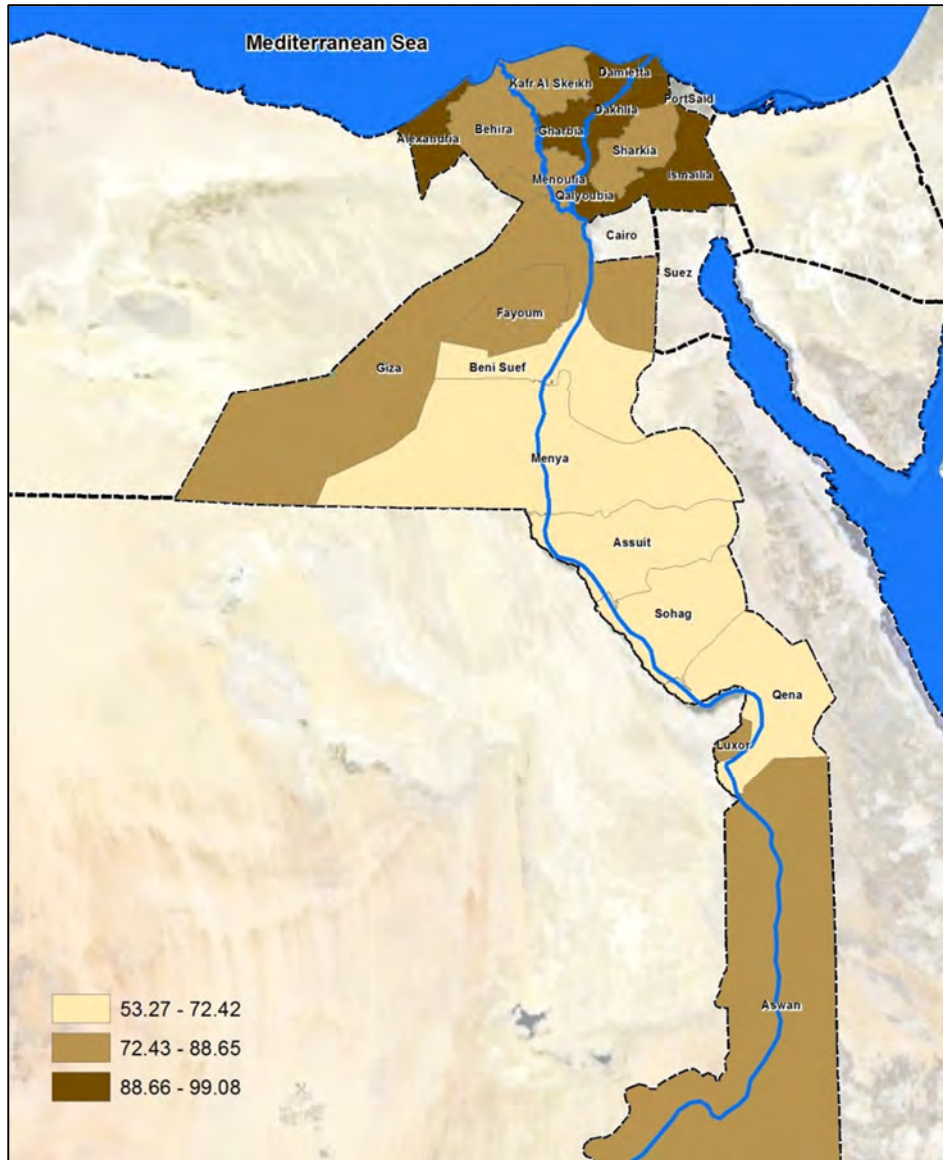 Mediterranean Sea
Damietta
Kafr Al Skeikh
PortSaid
Dakhlia
Behira
Gharbia
Alexandria
Sharkia
Menoufia
Ismailia
Qalyoubia
Cairo
Suez
Fayoum
Giza
Beni Suef
Menya
Assuit
Sohag
Qena
Luxor
Aswan
53.27 - 72.42
72.43 - 88.65
88.66 - 99.08